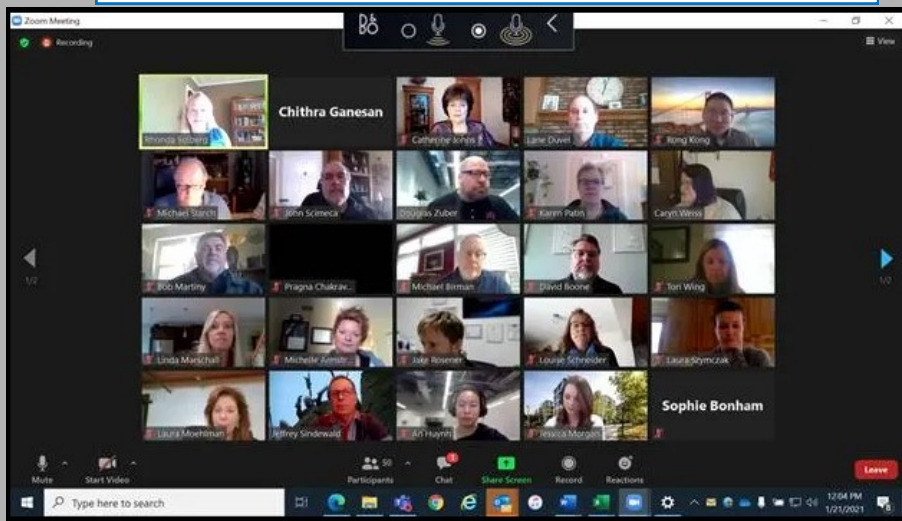 Zoom Meeting
Recording
View
Rhonda Solberg
Chithra Ganesan
Catherine Johns
Lane Duvel
Rong Kong
Michael Starch
John Scimeca
Douglas Zuber
Karen Patin
Caryn Weiss
Bob Martiny
Pragna Chakrav...
Michael Birman
David Boone
Tori Wing
Linda Marschall
Michelle Armstr...
Jake Rosener
Louise Schneider
Laura Szymczak
Laura Moehlman
Jeffrey Sindewald
An Huynh
Jessica Morgan
Sophie Bonham
1/2
1/2
Mute
Start Video
50
Participants
3
Chat
Share Screen
Record
Reactions
Leave
Type here to search
12:04 PM
1/21/2021